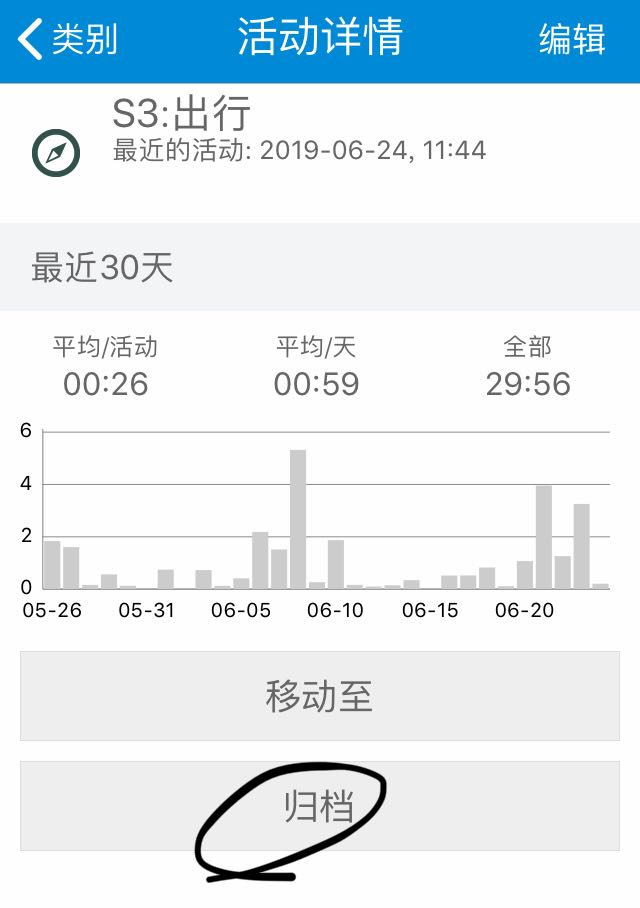 类别 活动详情 编辑
S3:出行
最近的活动: 2019-06-24, 11:44
最近30天
平均/活动 平均/天 全部
00:26 00:59 29:56
6
4
2
0
05-26 05-31 06-05 06-10 06-15 06-20
移动至
归档